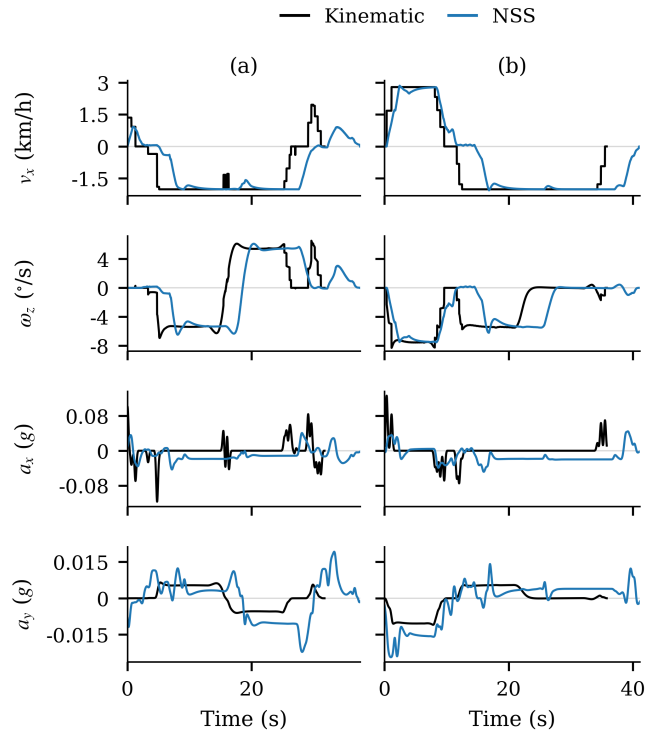 Kinematic NSS
(a) (b)
3
1.5
0
-1.5
v_x (km/h)
4
0
-4
-8
ω_z (°/s)
0.08
0
-0.08
a_x (g)
0.015
0
-0.015
a_y (g)
0 20 0 20 40
Time (s) Time (s)